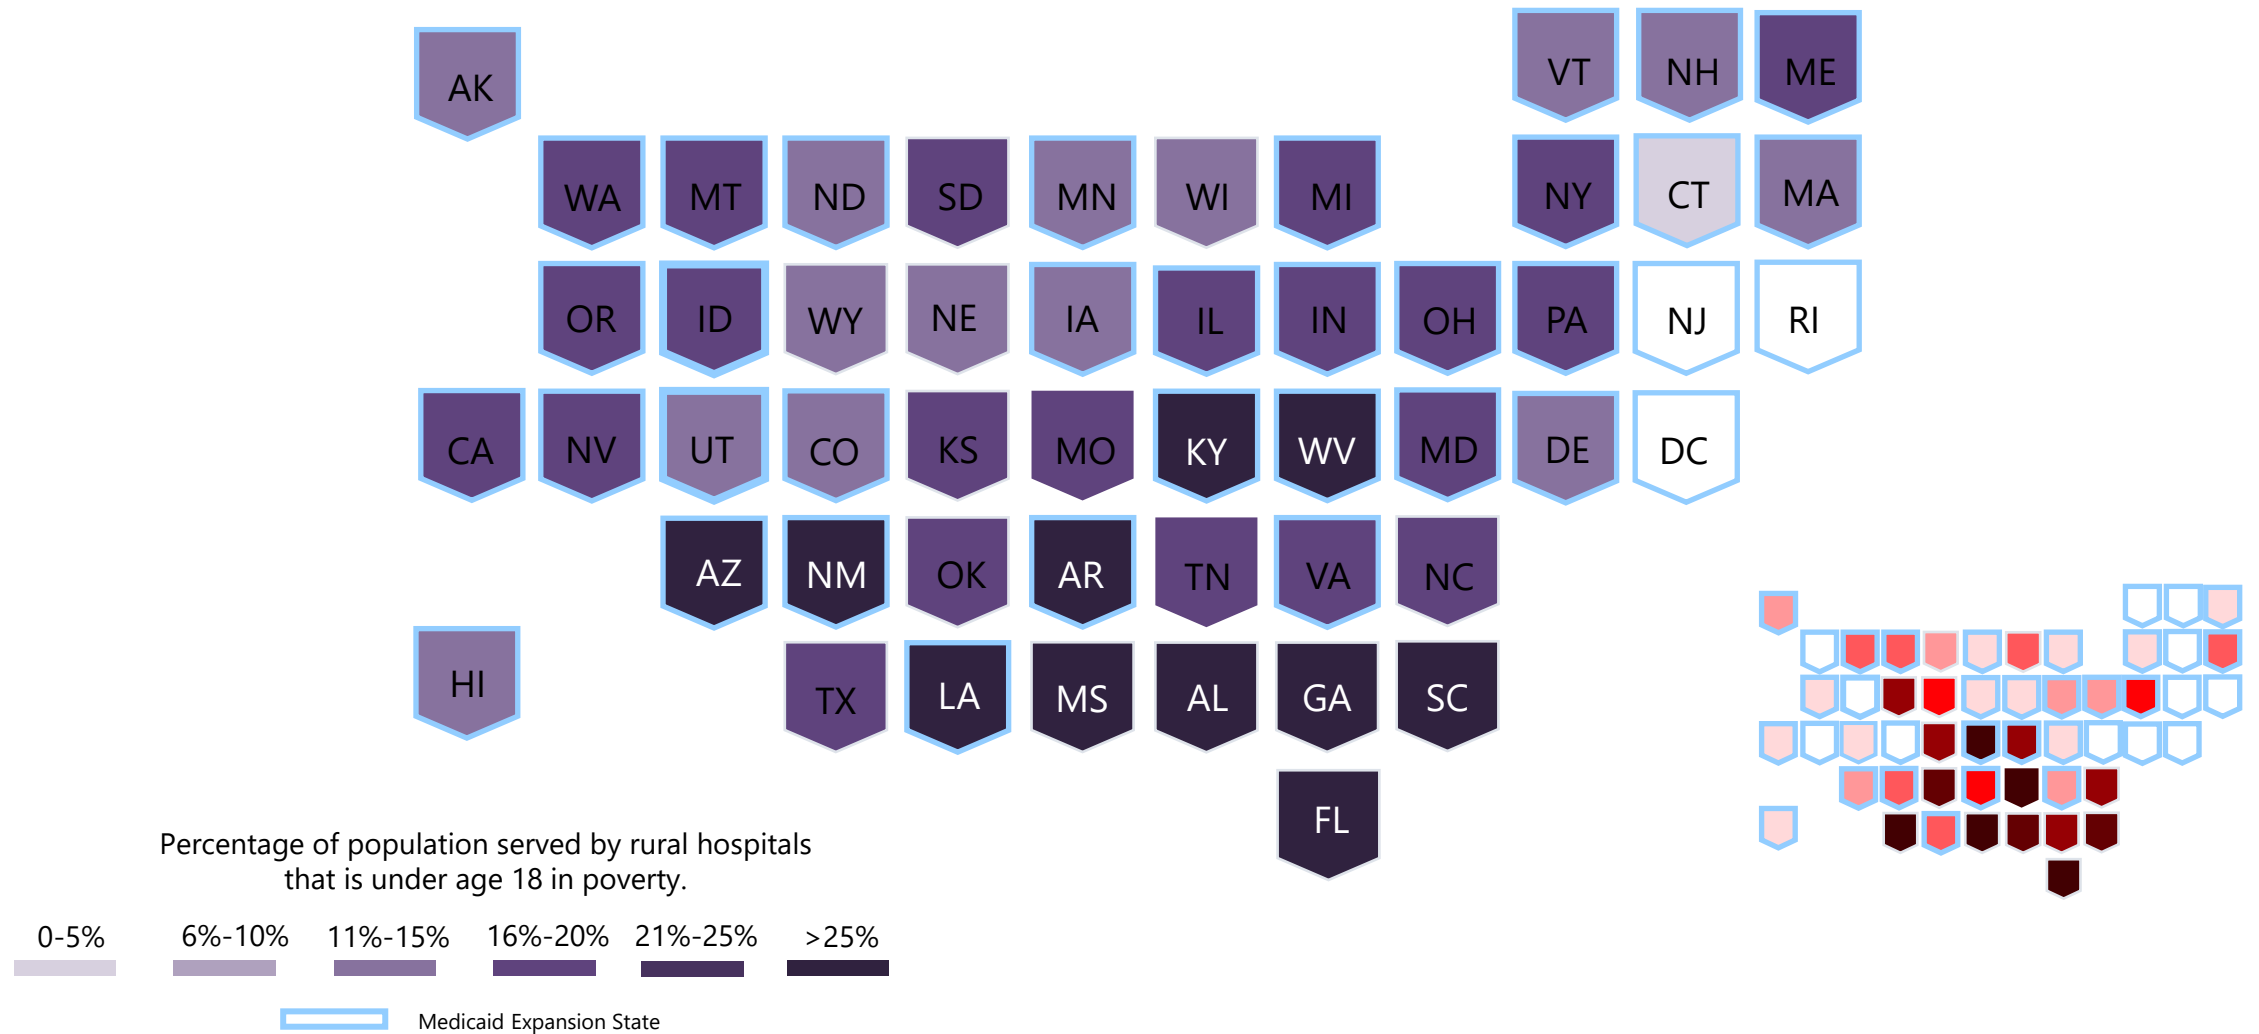 VT NH ME
AK
WA MT ND SD MN WI MI NY CT MA
OR ID WY NE IA IL IN OH PA NJ RI
CA NV UT CO KS MO KY WV MD DE DC
AZ NM OK AR TN VA NC
HI TX LA MS AL GA SC
FL
Percentage of population served by rural hospitals
that is under age 18 in poverty.
0-5% 6%-10% 11%-15% 16%-20% 21%-25% >25%
Medicaid Expansion State